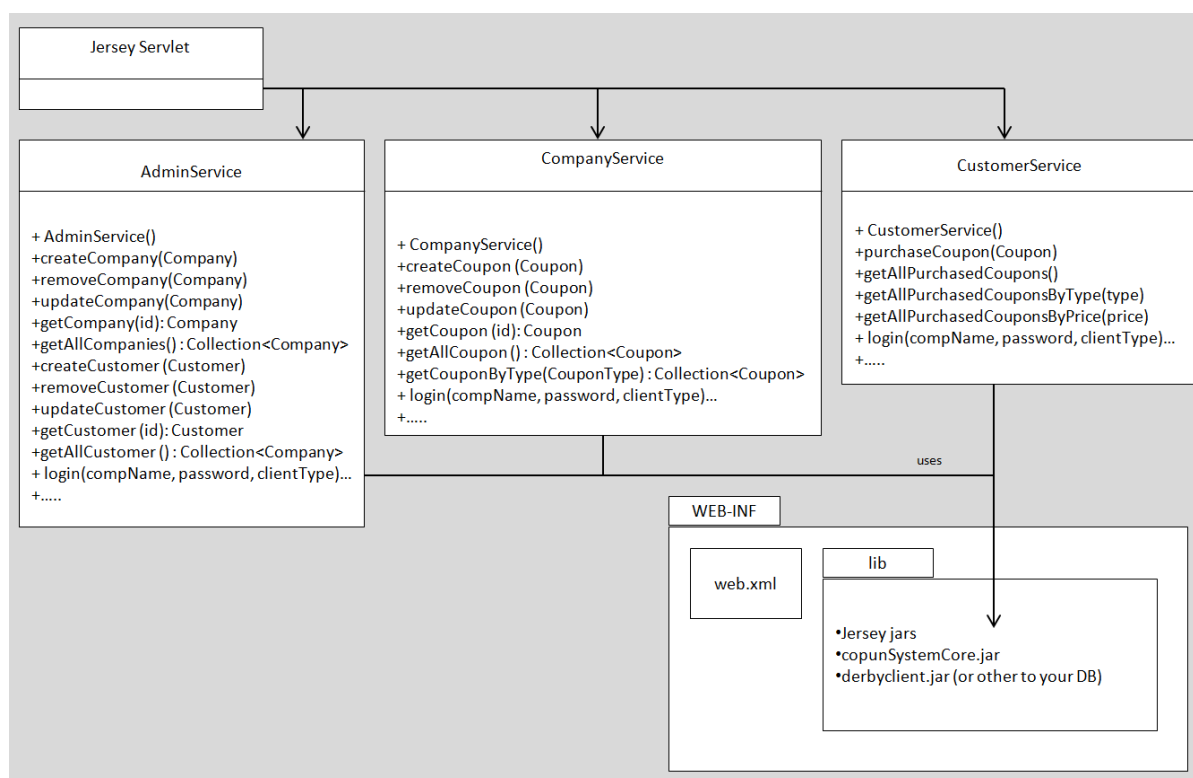 Jersey Servlet
AdminService
+ AdminService()
+createCompany(Company)
+removeCompany(Company)
+updateCompany(Company)
+getCompany(id): Company
+getAllCompanies() : Collection<Company>
+createCustomer (Customer)
+removeCustomer (Customer)
+updateCustomer (Customer)
+getCustomer (id): Customer
+getAllCustomer () : Collection<Company>
+ login(compName, password, clientType)...
+.....
CompanyService
+ CompanyService()
+createCoupon (Coupon)
+removeCoupon (Coupon)
+updateCoupon (Coupon)
+getCoupon (id): Coupon
+getAllCoupon () : Collection<Coupon>
+getCouponByType(CouponType) : Collection<Coupon>
+ login(compName, password, clientType)...
+.....
CustomerService
+ CustomerService()
+purchaseCoupon(Coupon)
+getAllPurchasedCoupons()
+getAllPurchasedCouponsByType(type)
+getAllPurchasedCouponsByPrice(price)
+ login(compName, password, clientType)...
+.....
uses
WEB-INF
web.xml
lib
•Jersey jars
•copunSystemCore.jar
•derbyclient.jar (or other to your DB)